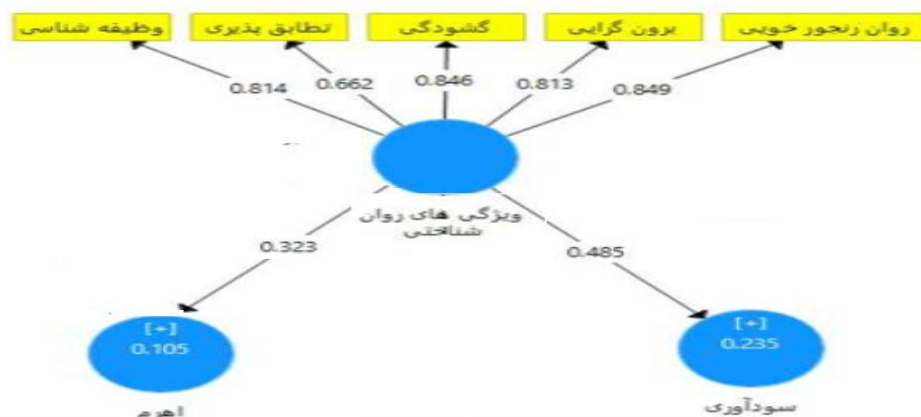 روان رنجور خویی برون گرایی گشودگی تطابق پذیری وظیفه شناسی
0.814 0.662 0.846 0.813 0.849
ویژگی های روان
شناختی
0.323 0.485
[+] [+]
0.105 0.235
اهرم سودآوری